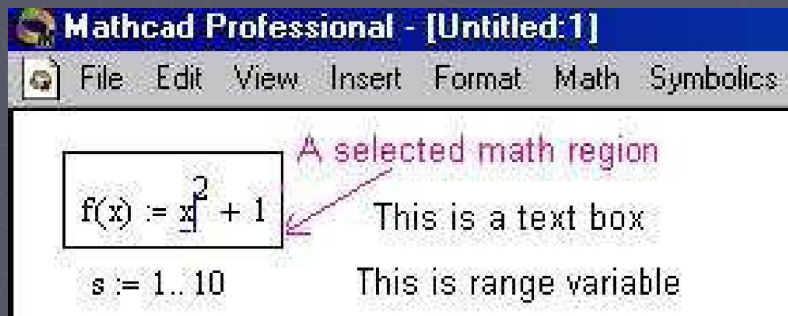 Mathcad Professional - [Untitled:1]
File Edit View Insert Format Math Symbolics
A selected math region
f(x) := x² + 1
This is a text box
s := 1.. 10
This is range variable